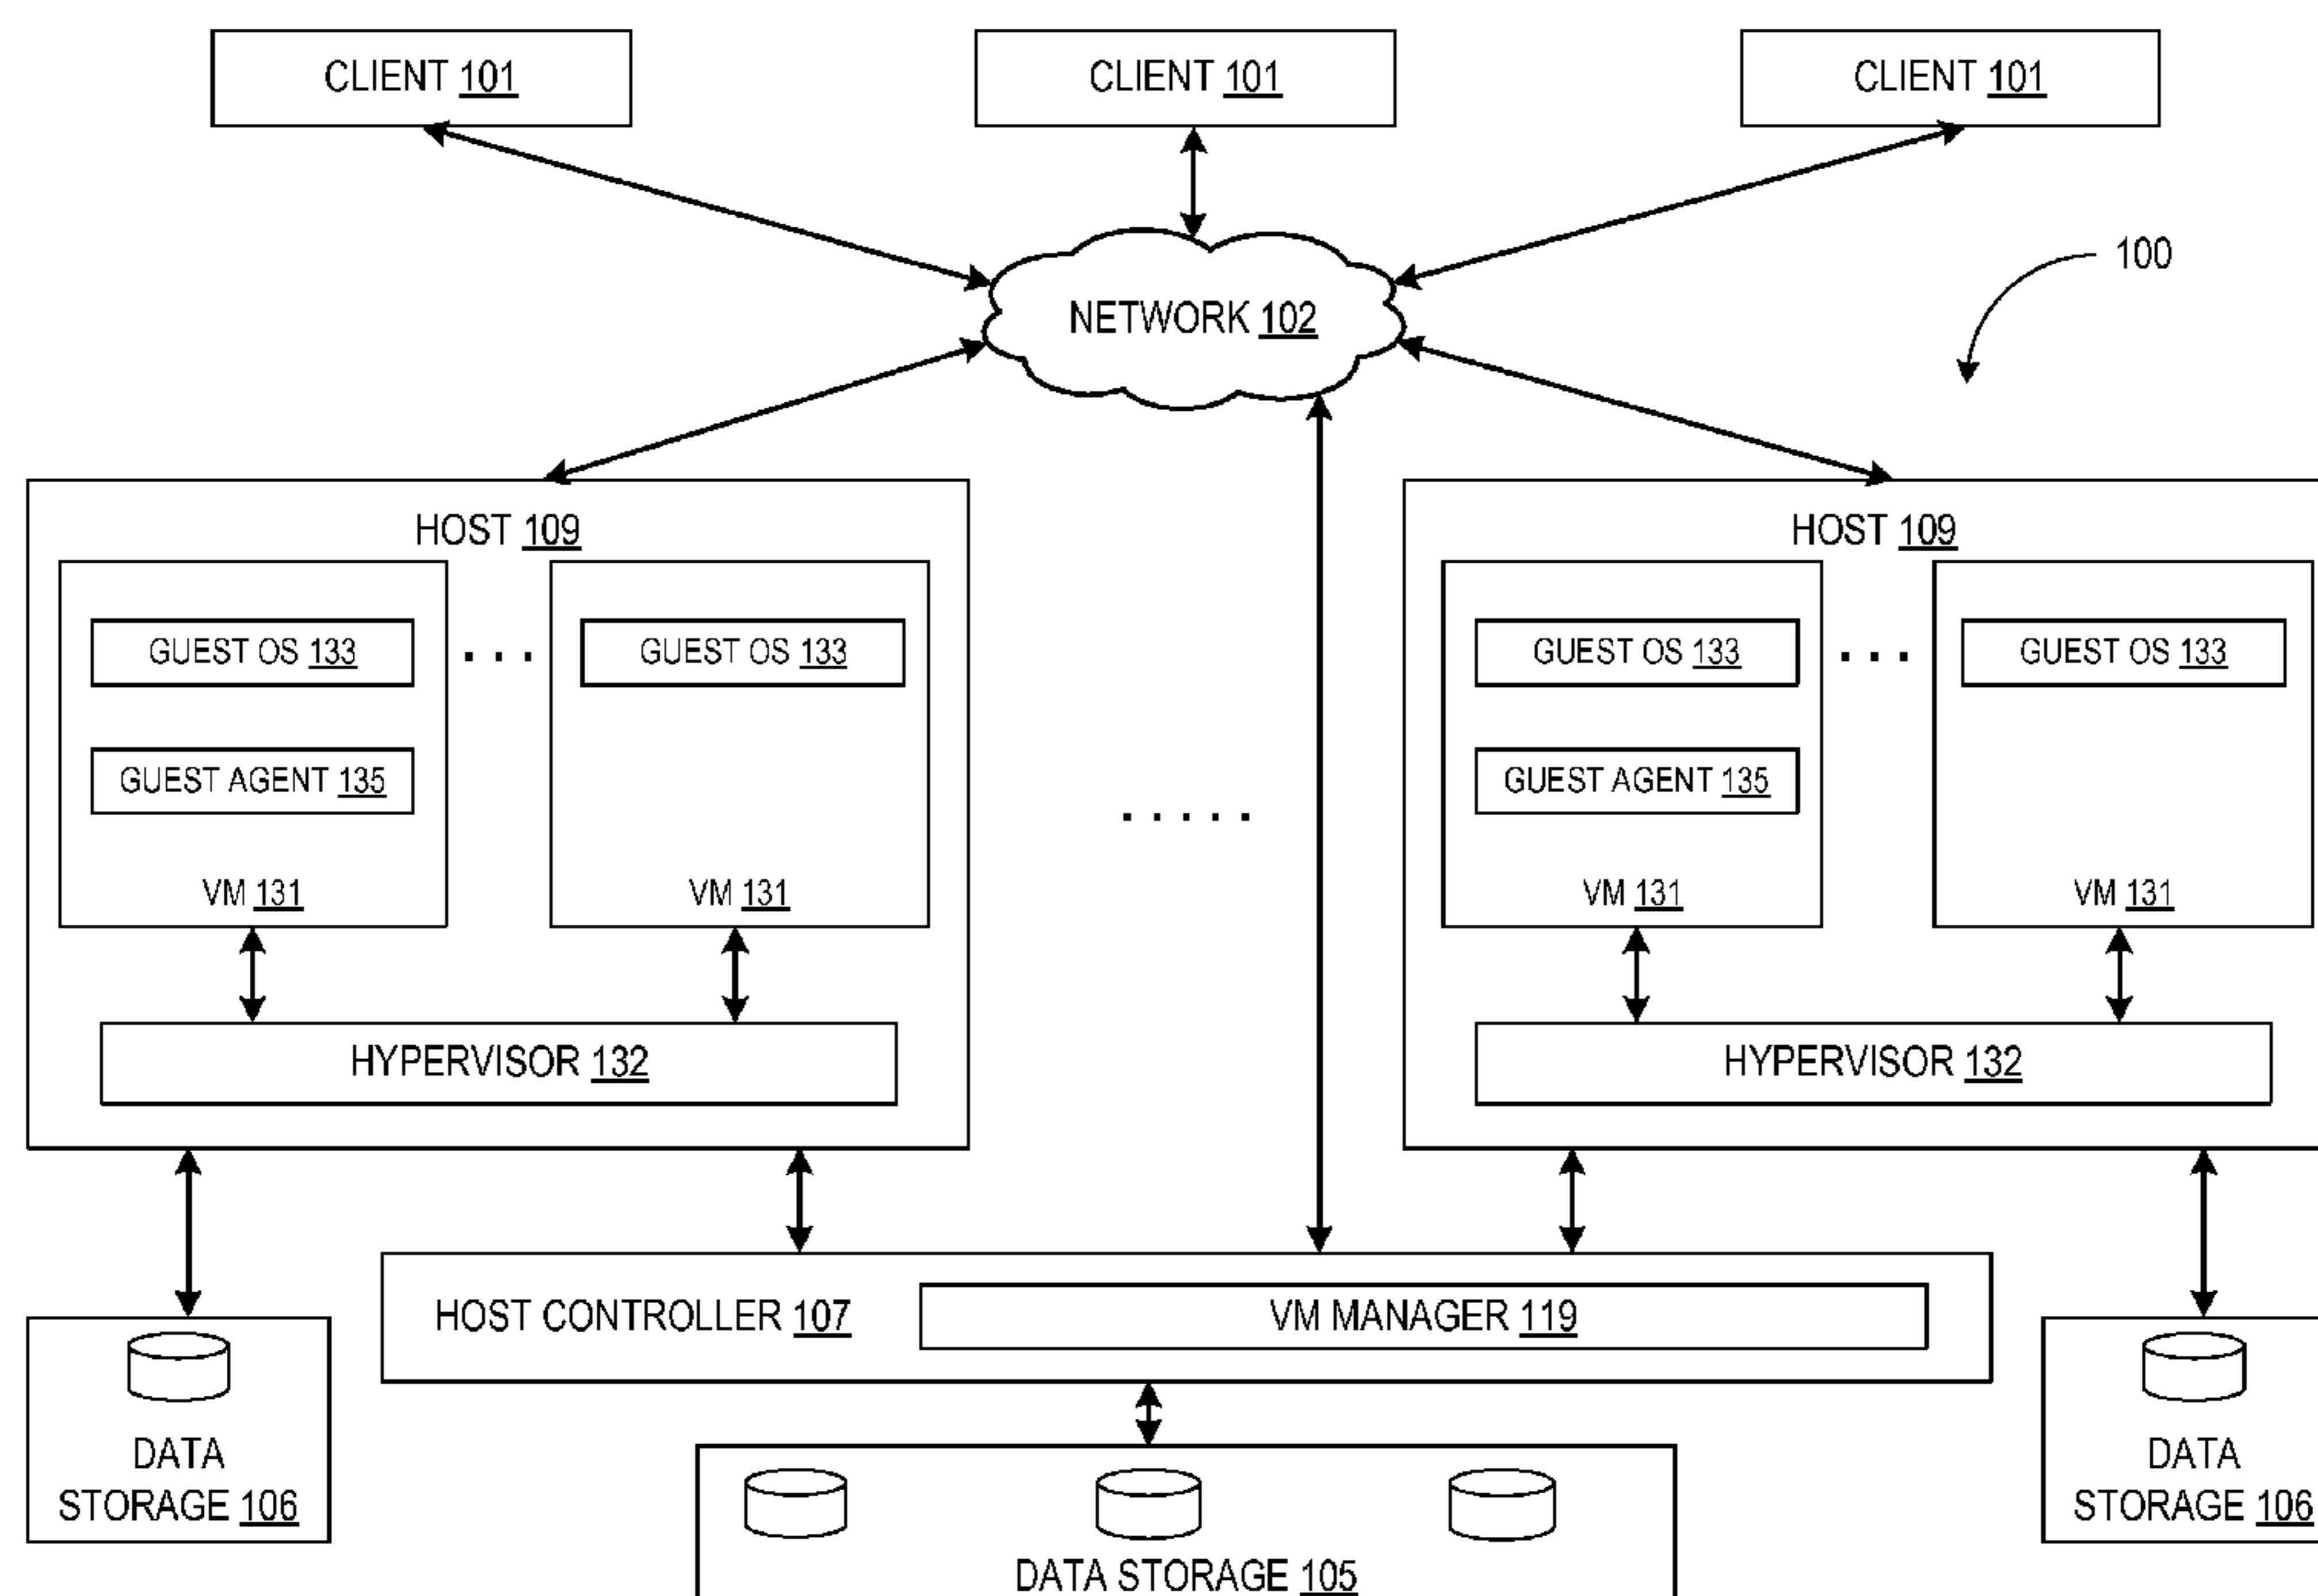 CLIENT 101
CLIENT 101
CLIENT 101
NETWORK 102
100
HOST 109
HOST 109
GUEST OS 133
. . .
GUEST OS 133
GUEST OS 133
. . .
GUEST OS 133
GUEST AGENT 135
GUEST AGENT 135
. . . . .
VM 131
VM 131
VM 131
VM 131
HYPERVISOR 132
HYPERVISOR 132
HOST CONTROLLER 107
VM MANAGER 119
DATA
STORAGE 106
DATA
STORAGE 106
DATA STORAGE 105